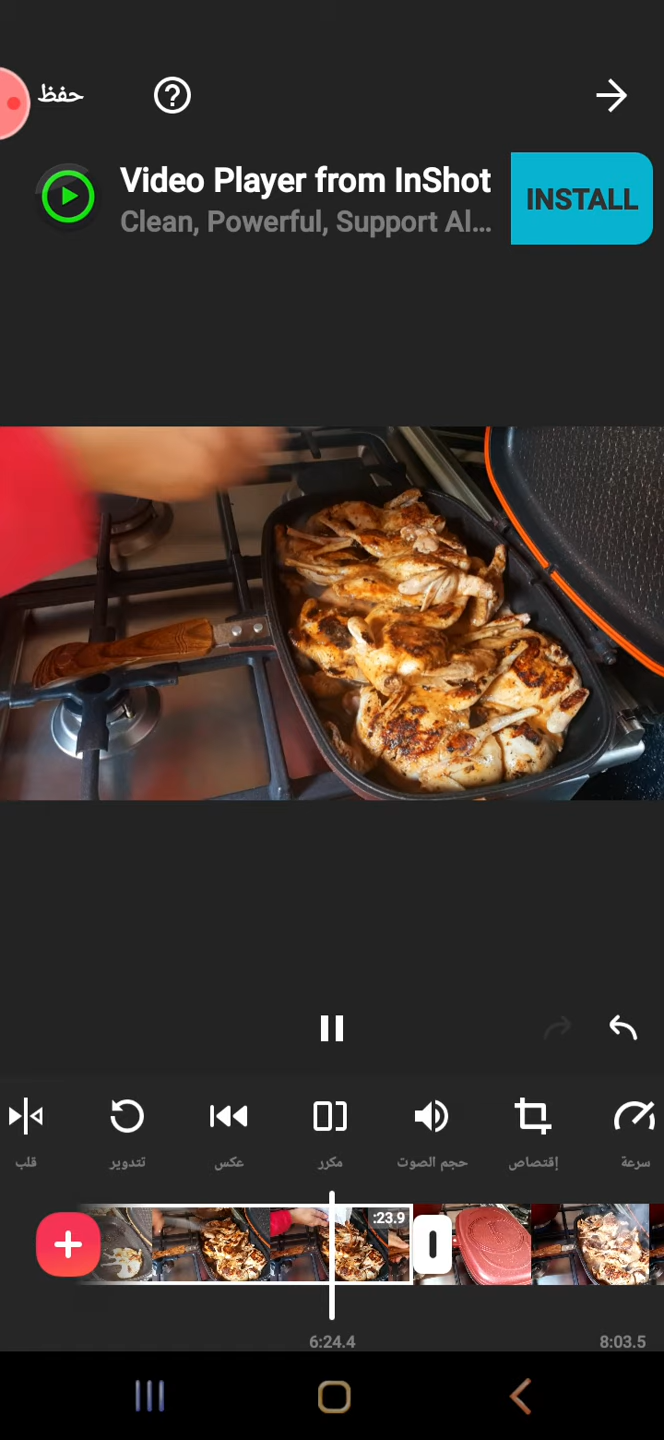 حفظ
Video Player from InShot
Clean, Powerful, Support Al...
INSTALL
سرعة
إقتصاص
حجم الصوت
مكرر
عكس
تتدوير
قلب
:23.9
6:24.4
8:03.5